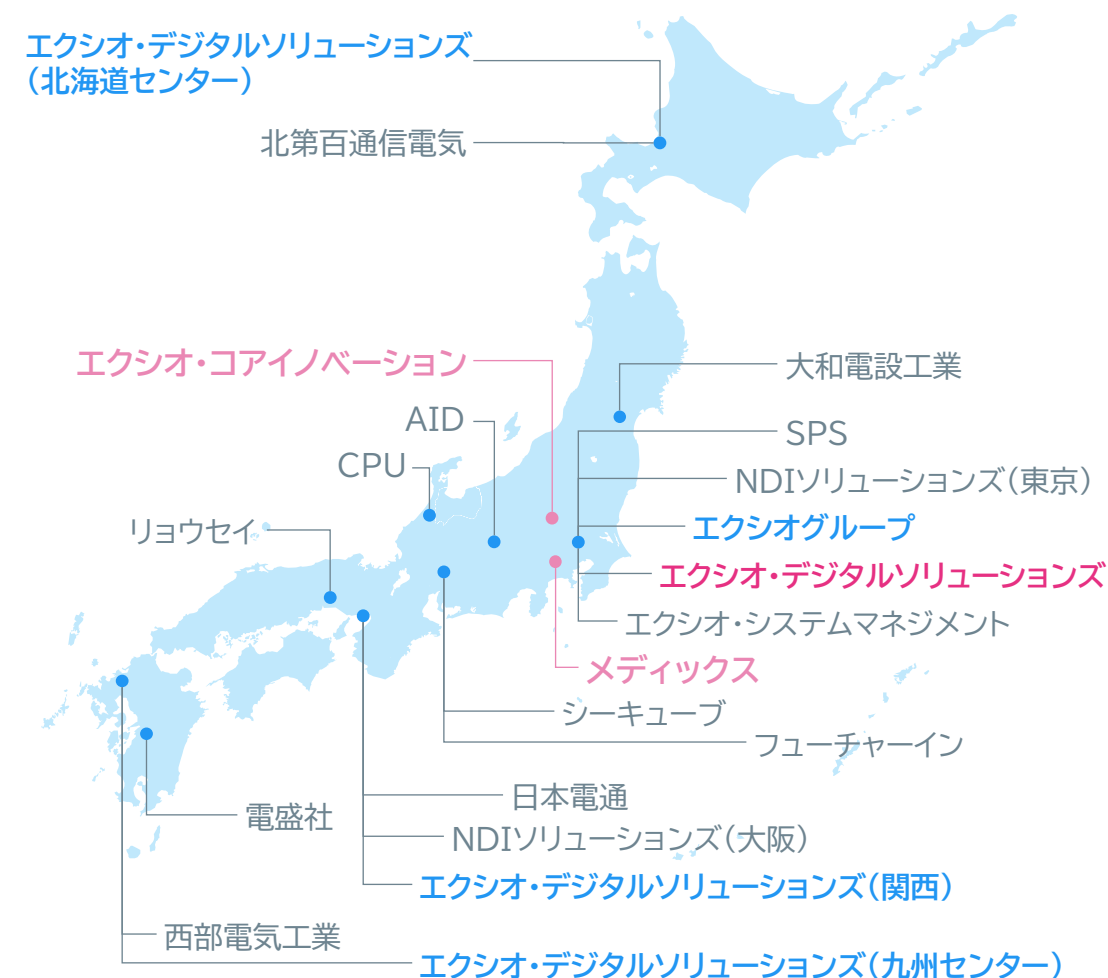 エクシオ・デジタルソリューションズ
（北海道センター）
北第百通信電気
エクシオ・コアイノベーション
大和電設工業
AID
SPS
CPU
NDIソリューションズ（東京）
リョウセイ
エクシオグループ
エクシオ・デジタルソリューションズ
エクシオ・システムマネジメント
メディックス
シーキューブ
フューチャーイン
日本電通
電盛社
NDIソリューションズ（大阪）
エクシオ・デジタルソリューションズ（関西）
西部電気工業
エクシオ・デジタルソリューションズ（九州センター）